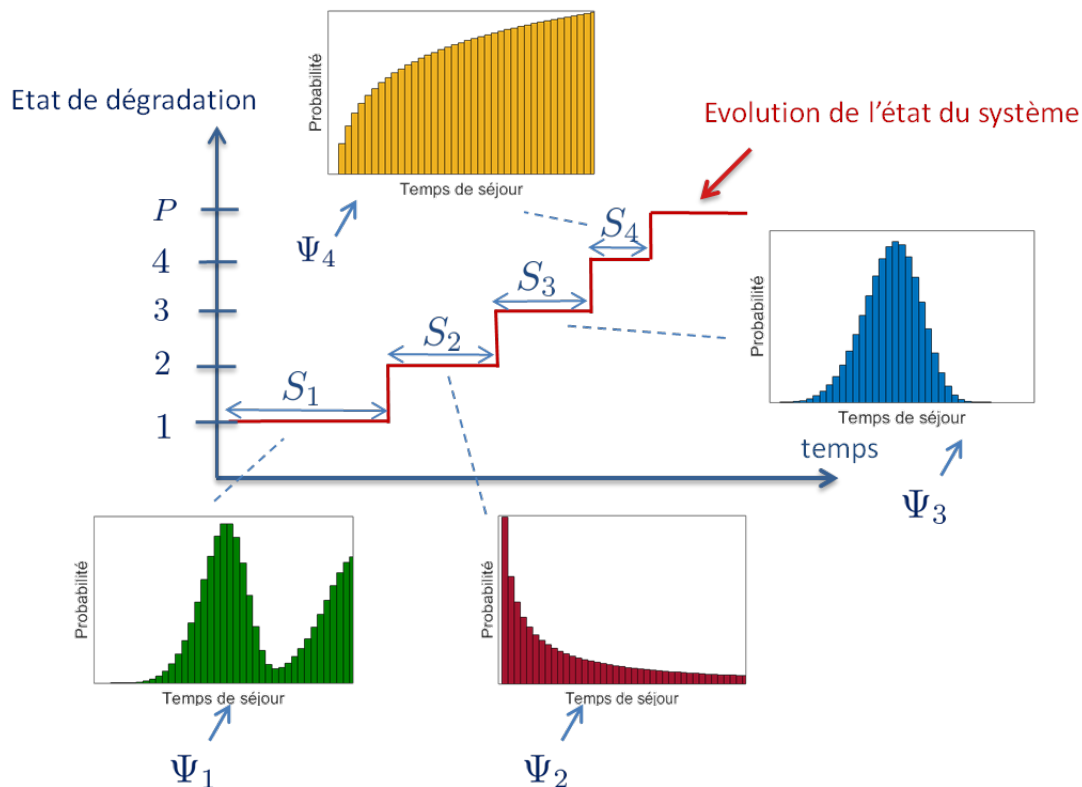 Probabilité
Temps de séjour
Ψ4
Etat de dégradation
Evolution de l’état du système
P
4
3
2
1
S4
S3
S2
S1
Probabilité
Temps de séjour
Ψ3
temps
Probabilité
Temps de séjour
Ψ1
Probabilité
Temps de séjour
Ψ2